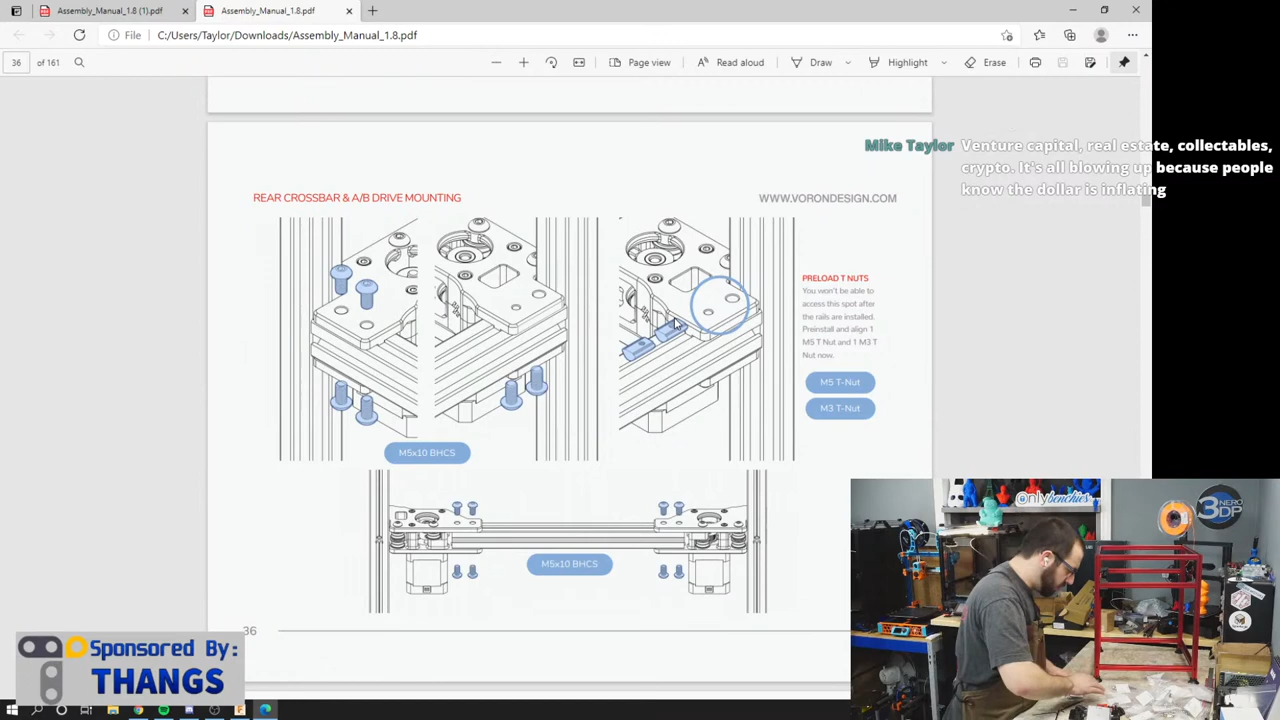 Assembly_Manual_1.8 (1).pdf
Assembly_Manual_1.8.pdf
File
C:/Users/Taylor/Downloads/Assembly_Manual_1.8.pdf
36 of 161
Page view
Read aloud
Draw
Highlight
Erase
Mike Taylor Venture capital, real estate, collectables,
crypto. It's all blowing up because people
know the dollar is inflating
REAR CROSSBAR & A/B DRIVE MOUNTING
WWW.VORONDESIGN.COM
PRELOAD T NUTS
You won't be able to
access this spot after
the rails are installed.
Preinstall and align 1
M5 T Nut and 1 M3 T
Nut now.
M5 T-Nut
M3 T-Nut
M5x10 BHCS
M5x10 BHCS
36
onlybenchies
3 NERO
3DP
Sponsored By:
THANGS